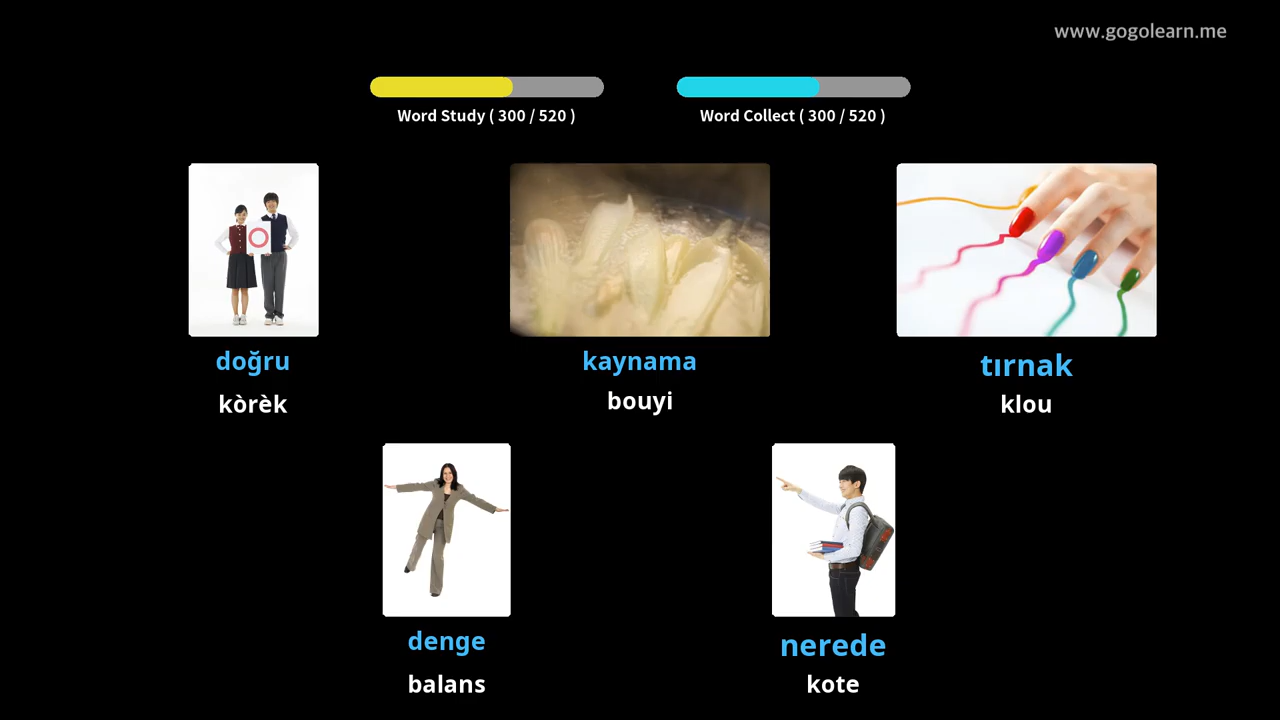 www.gogolearn.me
Word Study ( 300 / 520 )
Word Collect ( 300 / 520 )
doğru
kòrèk
kaynama
bouyi
tırnak
klou
denge
balans
nerede
kote